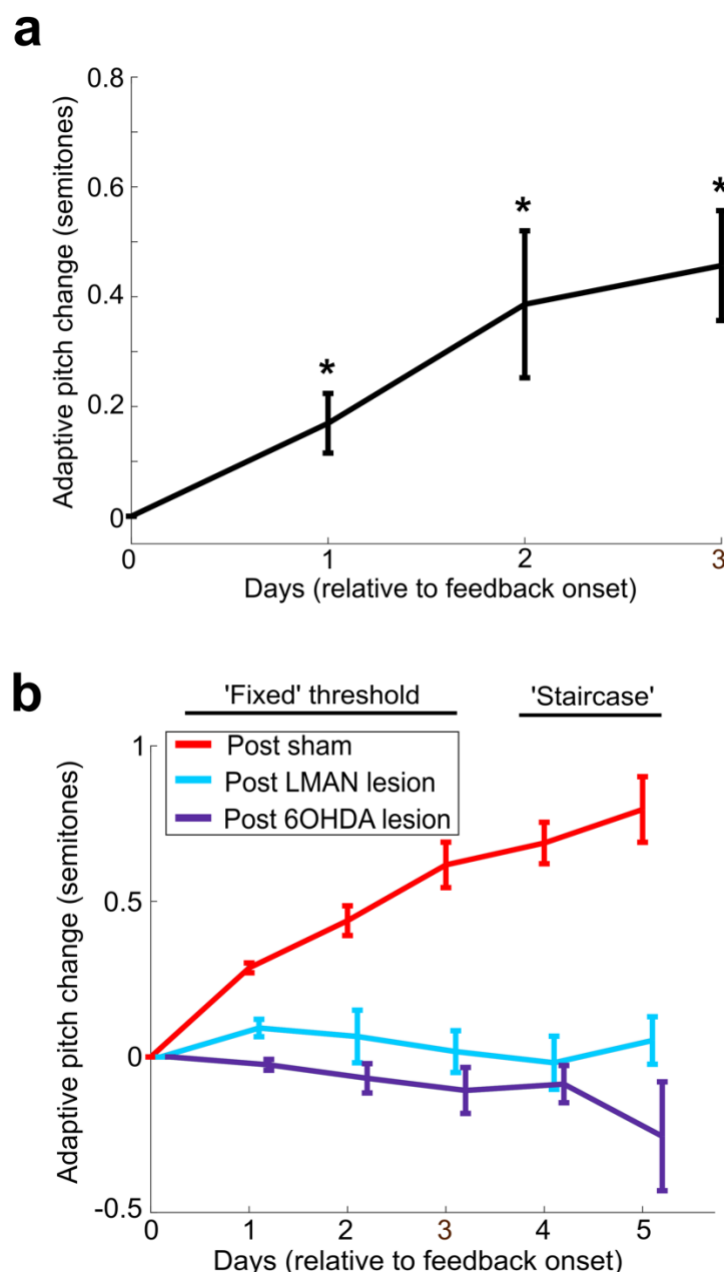 a
Adaptive pitch change (semitones)
0.8
0.6
0.4
0.2
0
*
*
*
0
1
2
3
Days (relative to feedback onset)
b
'Fixed' threshold
'Staircase'
Post sham
Post LMAN lesion
Post 6OHDA lesion
Adaptive pitch change (semitones)
1
0.5
0
-0.5
0
1
2
3
4
5
Days (relative to feedback onset)